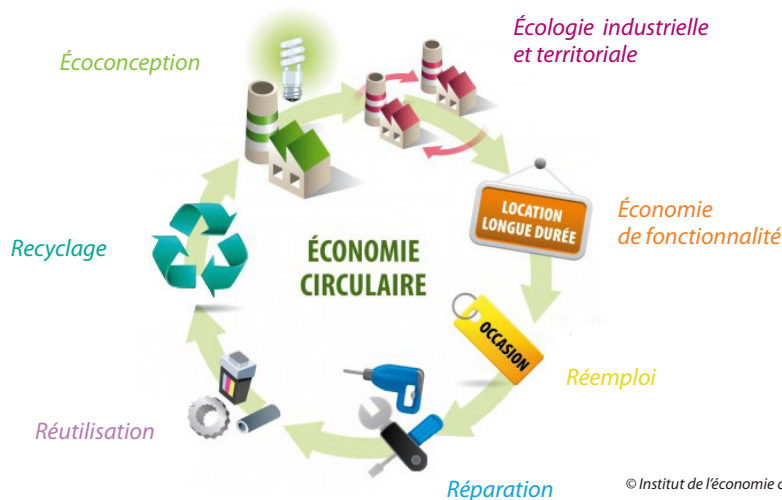 Écologie industrielle
et territoriale
Écoconception
LOCATION
LONGUE DURÉE
Économie
de fonctionnalité
Recyclage
ÉCONOMIE
CIRCULAIRE
OCCASION
Réemploi
Réutilisation
Réparation
© Institut de l'économie